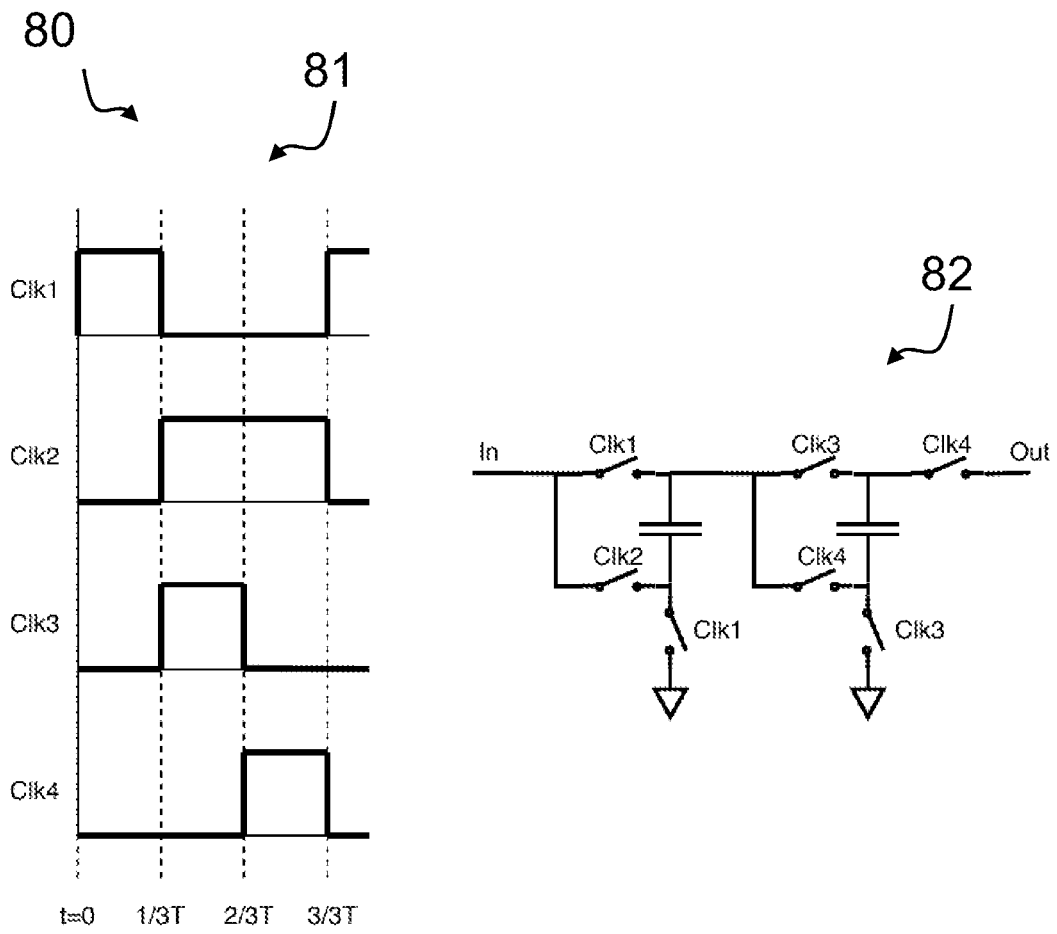 80
81
82
Clk1
Clk2
Clk3
Clk4
t=0 1/3T 2/3T 3/3T
In Clk1 Clk3 Clk4 Out
Clk2 Clk4
Clk1 Clk3